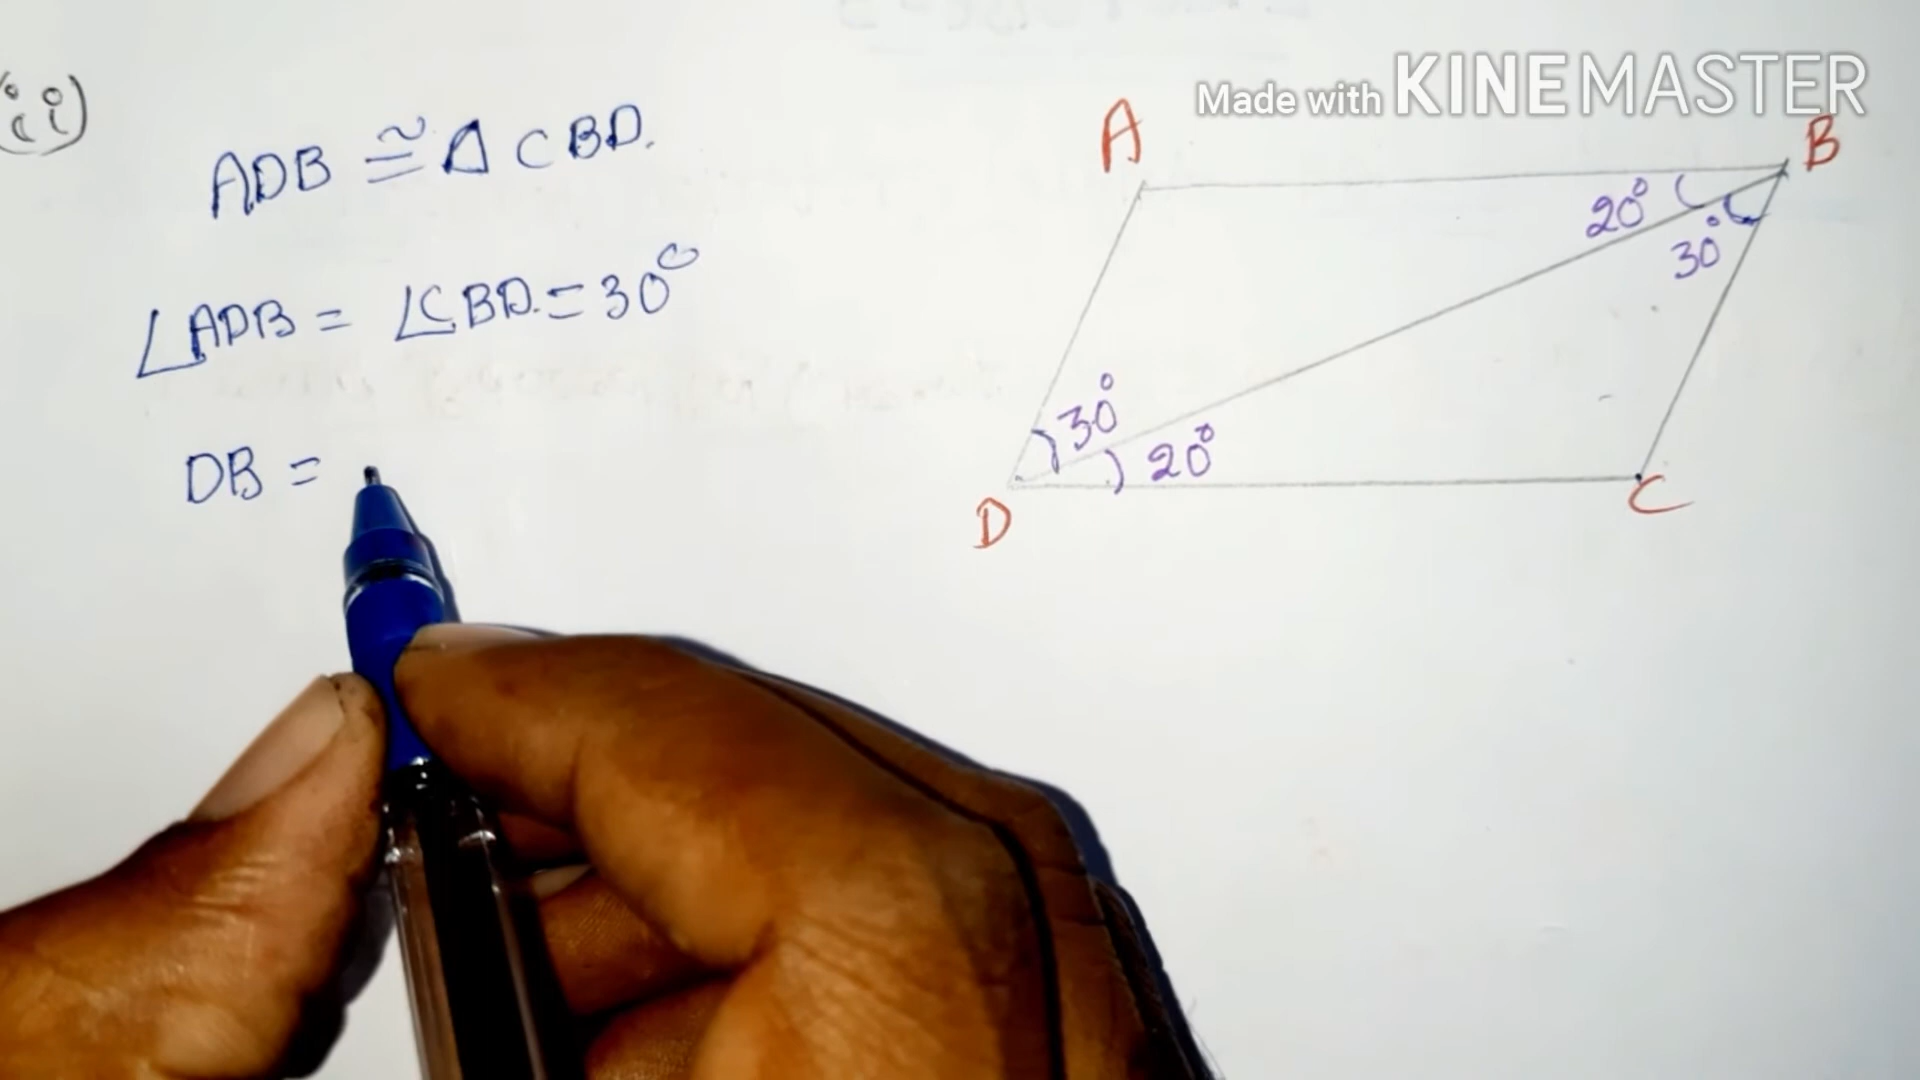 ii)
ADB ≅ Δ CBD.
∠ADB = ∠CBD. = 30°
DB =
Made with KINEMASTER
A
B
20°
30°
30°
20°
D
C